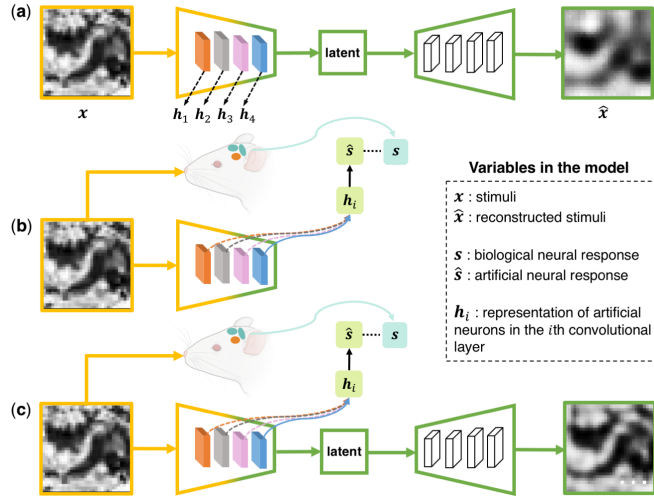 (a)
latent
x
h₁ h₂ h₃ h₄
x̂
ŝ s
hᵢ
(b)
Variables in the model
x : stimuli
x̂ : reconstructed stimuli
s : biological neural response
ŝ : artificial neural response
hᵢ : representation of artificial
neurons in the ith convolutional
layer
ŝ s
hᵢ
(c)
latent